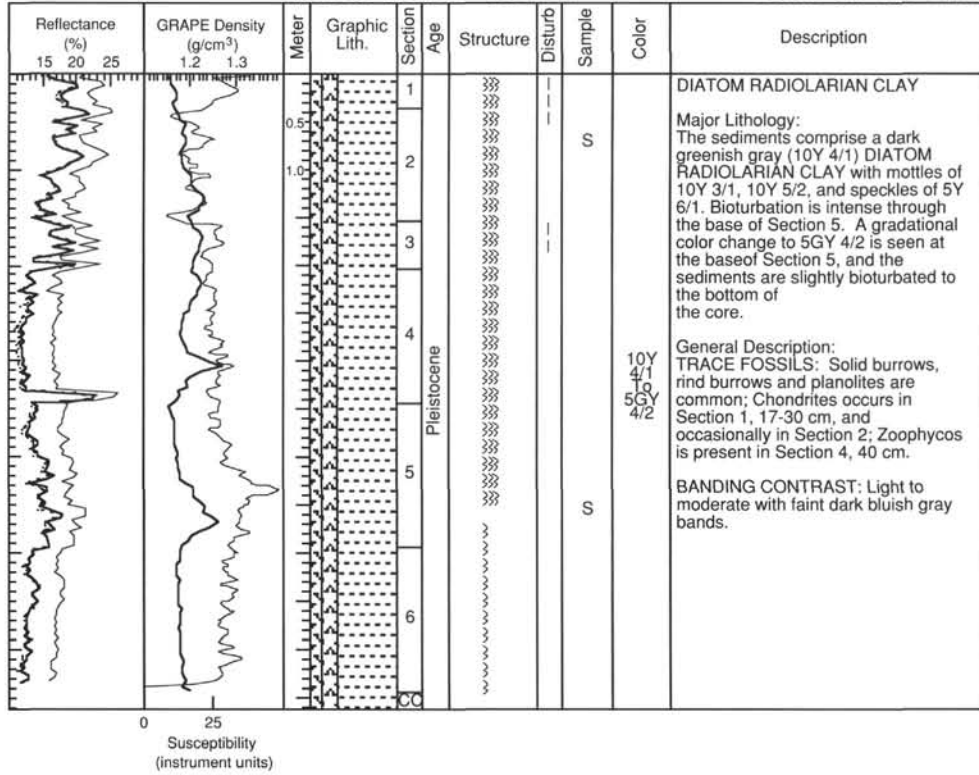 Reflectance
(%)
15 20 25
GRAPE Density
(g/cm3)
1.2 1.3
Meter
Graphic
Lith.
Section
Age
Structure
Disturb
Sample
Color
Description
0.5
1.0
1
2
3
4
5
6
CC
Pleistocene
S
S
10Y
4/1
To
5GY
4/2
DIATOM RADIOLARIAN CLAY
Major Lithology:
The sediments comprise a dark
greenish gray (10Y 4/1) DIATOM
RADIOLARIAN CLAY with mottles of
10Y 3/1, 10Y 5/2, and speckles of 5Y
6/1. Bioturbation is intense through
the base of Section 5. A gradational
color change to 5GY 4/2 is seen at
the baseof Section 5, and the
sediments are slightly bioturbated to
the bottom of
the core.
General Description:
TRACE FOSSILS: Solid burrows,
rind burrows and planolites are
common; Chondrites occurs in
Section 1, 17-30 cm, and
occasionally in Section 2; Zoophycos
is present in Section 4, 40 cm.
BANDING CONTRAST: Light to
moderate with faint dark bluish gray
bands.
0 25
Susceptibility
(instrument units)